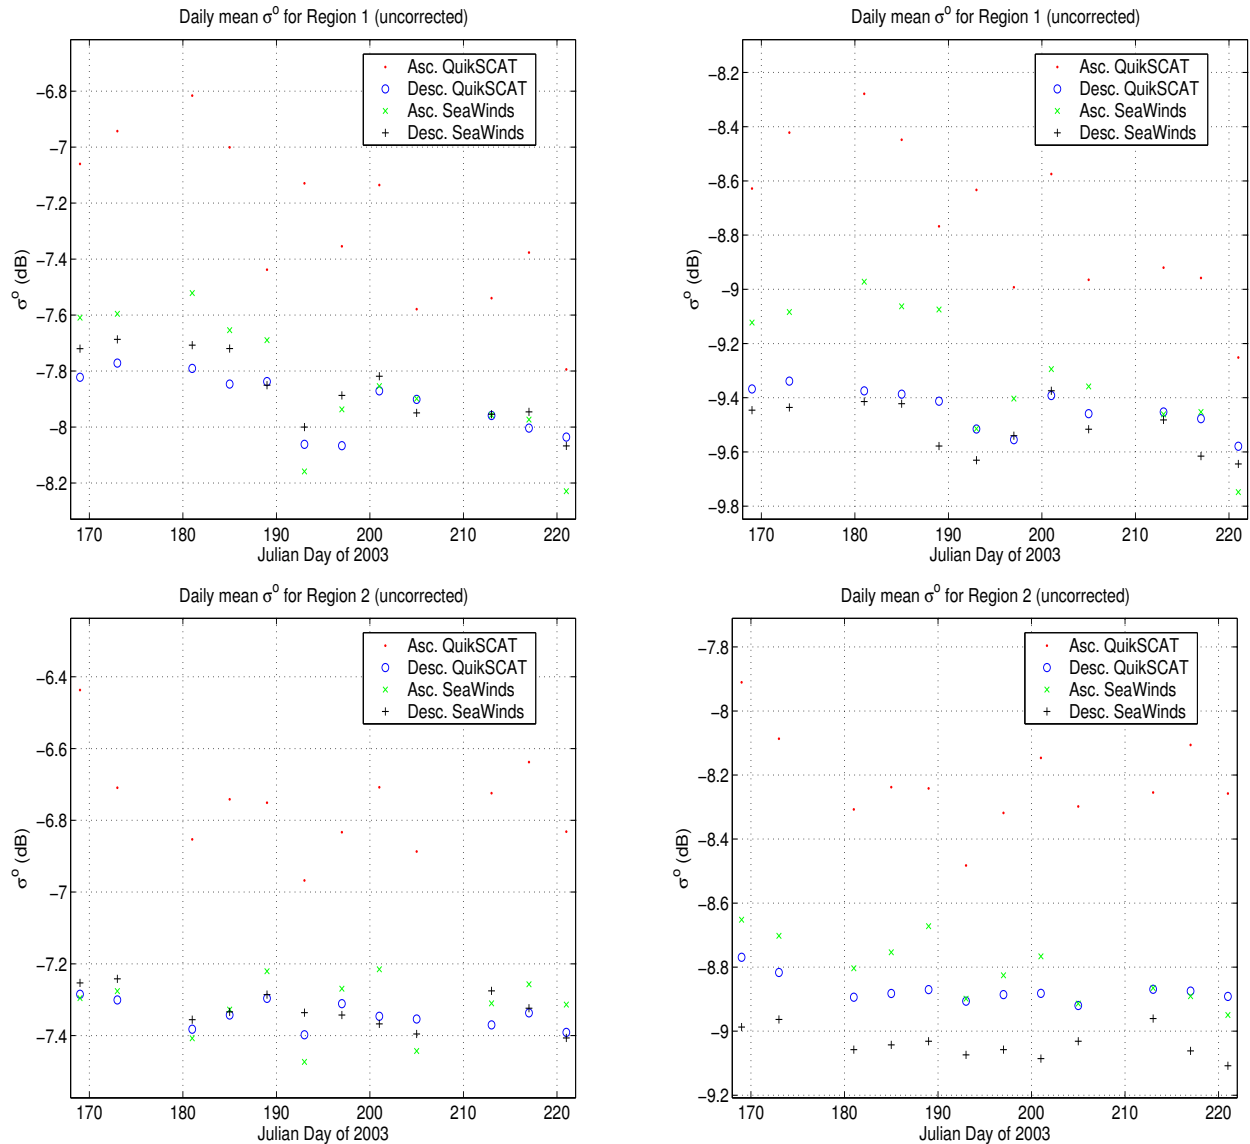 Daily mean σ⁰ for Region 1 (uncorrected)
−6.8
−7
−7.2
−7.4
−7.6
−7.8
−8
−8.2
σ⁰ (dB)
Asc. QuikSCAT
Desc. QuikSCAT
Asc. SeaWinds
Desc. SeaWinds
170 180 190 200 210 220
Julian Day of 2003
Daily mean σ⁰ for Region 1 (uncorrected)
−8.2
−8.4
−8.6
−8.8
−9
−9.2
−9.4
−9.6
−9.8
σ⁰ (dB)
Asc. QuikSCAT
Desc. QuikSCAT
Asc. SeaWinds
Desc. SeaWinds
170 180 190 200 210 220
Julian Day of 2003
Daily mean σ⁰ for Region 2 (uncorrected)
−6.4
−6.6
−6.8
−7
−7.2
−7.4
σ⁰ (dB)
Asc. QuikSCAT
Desc. QuikSCAT
Asc. SeaWinds
Desc. SeaWinds
170 180 190 200 210 220
Julian Day of 2003
Daily mean σ⁰ for Region 2 (uncorrected)
−7.8
−8
−8.2
−8.4
−8.6
−8.8
−9
−9.2
σ⁰ (dB)
Asc. QuikSCAT
Desc. QuikSCAT
Asc. SeaWinds
Desc. SeaWinds
170 180 190 200 210 220
Julian Day of 2003